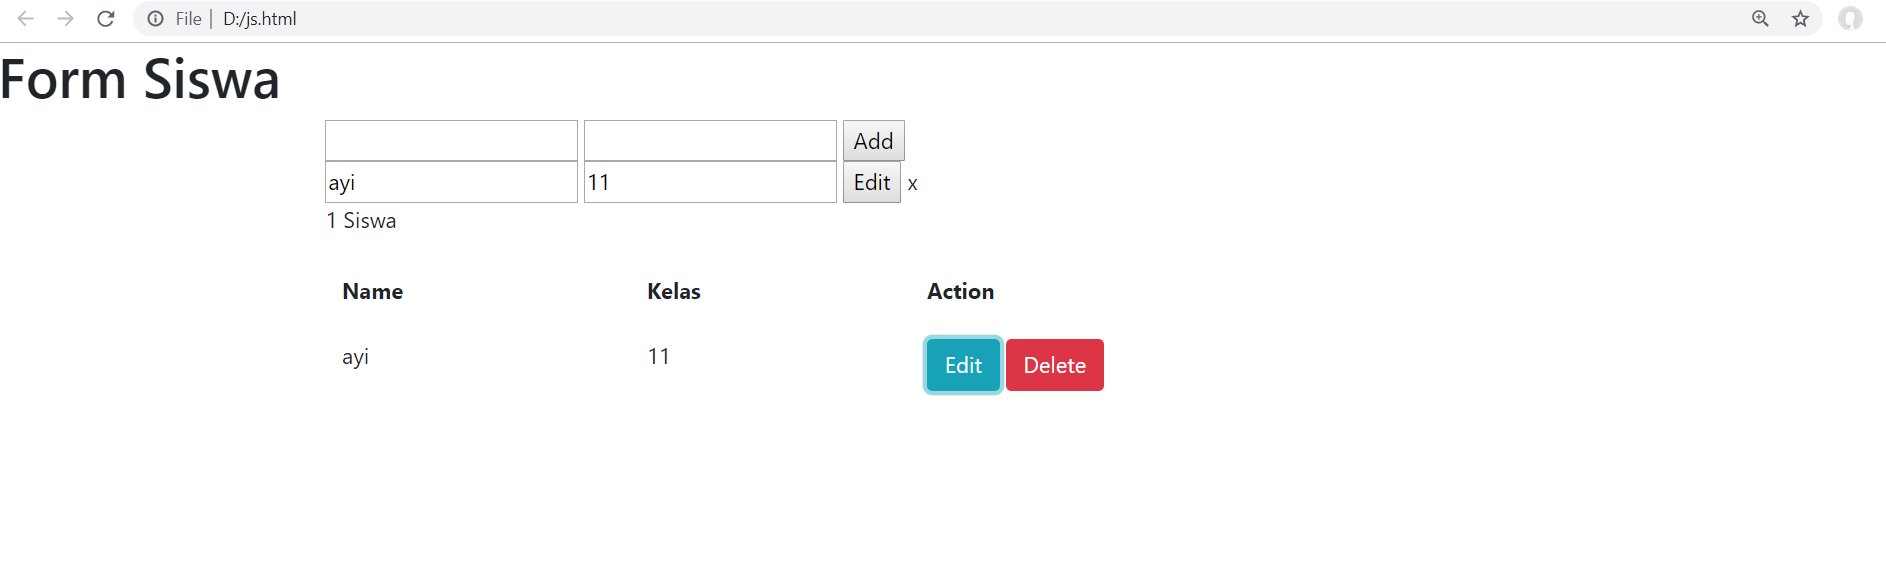 File | D:/js.html
Form Siswa
Add
ayi 11 Edit x
1 Siswa
Name Kelas Action
ayi 11 Edit Delete